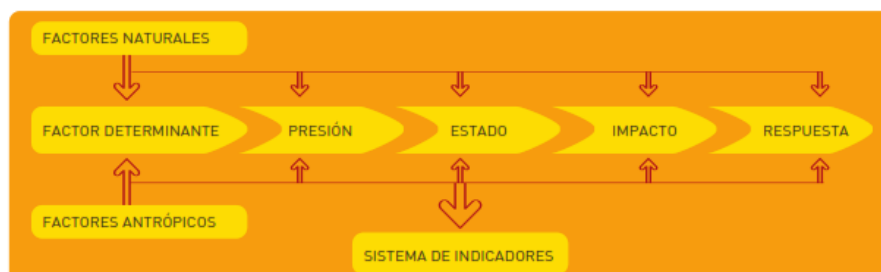 FACTORES NATURALES
FACTOR DETERMINANTE
PRESIÓN
ESTADO
IMPACTO
RESPUESTA
FACTORES ANTRÓPICOS
SISTEMA DE INDICADORES